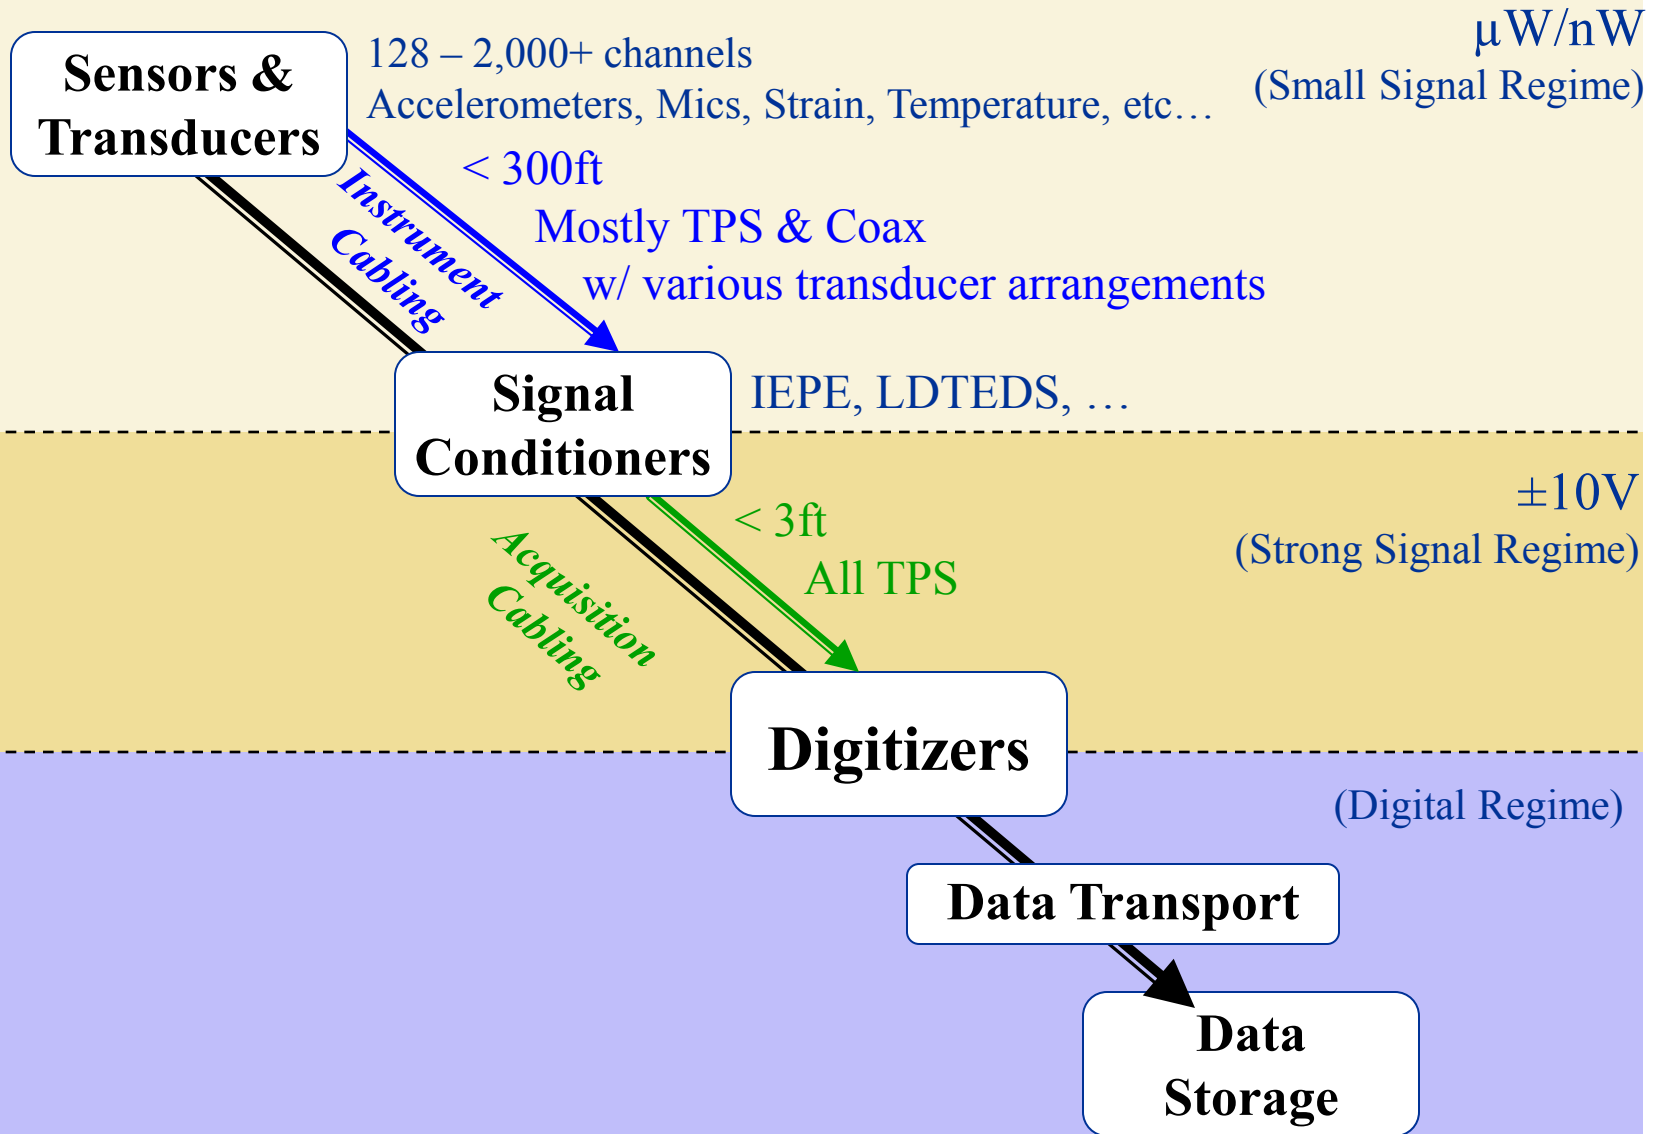 Sensors &
Transducers
128 – 2,000+ channels
Accelerometers, Mics, Strain, Temperature, etc…
μW/nW
(Small Signal Regime)
< 300ft
Mostly TPS & Coax
w/ various transducer arrangements
Instrument
Cabling
Signal
Conditioners
IEPE, LDTEDS, …
±10V
(Strong Signal Regime)
< 3ft
All TPS
Acquisition
Cabling
Digitizers
(Digital Regime)
Data Transport
Data
Storage